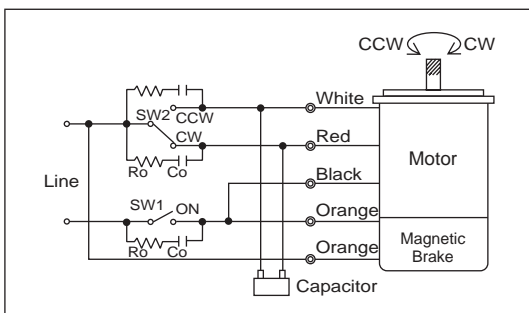 CCW CW
White
SW2 CCW
CW
Red
Ro Co
Motor
Line
Black
SW1 ON
Orange
Ro Co
Magnetic
Brake
Orange
Capacitor